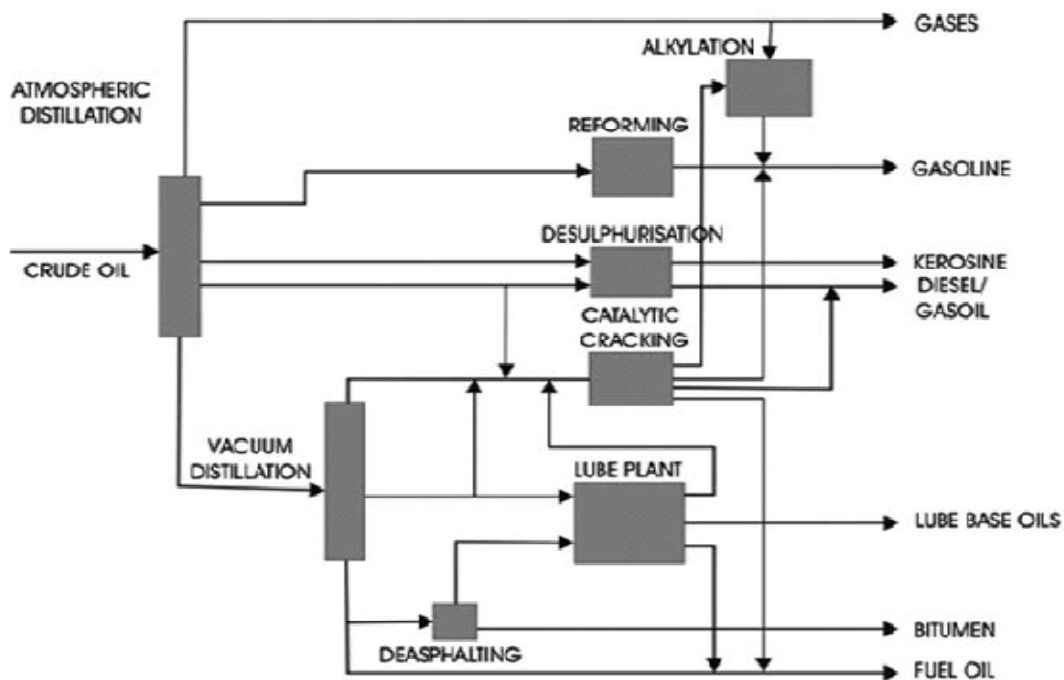 GASES
ALKYLATION
ATMOSPHERIC
DISTILLATION
REFORMING
GASOLINE
DESULPHURISATION
CRUDE OIL
KEROSINE
DIESEL/
GASOIL
CATALYTIC
CRACKING
VACUUM
DISTILLATION
LUBE PLANT
LUBE BASE OILS
BITUMEN
DEASPHALTING
FUEL OIL